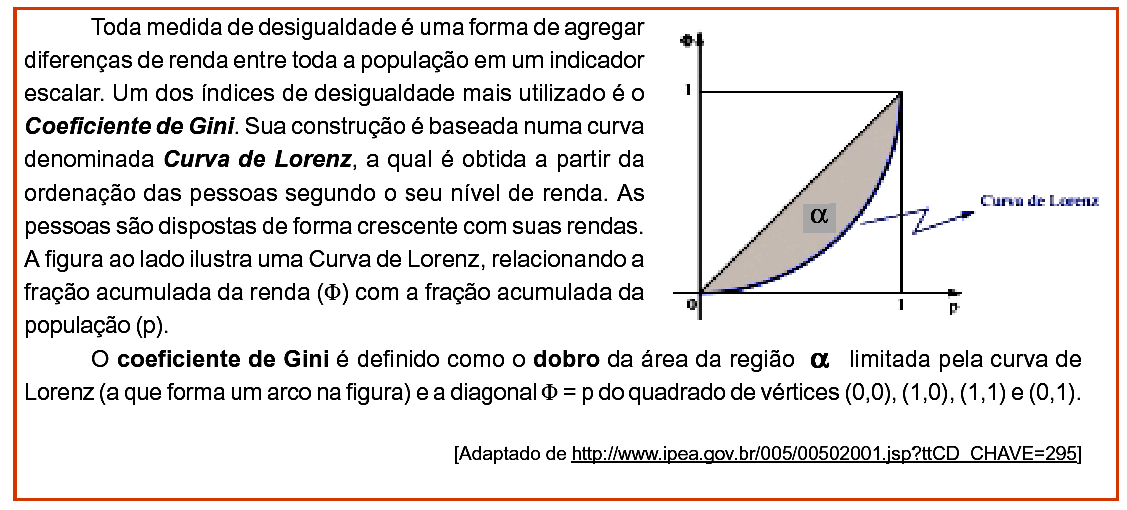 Toda medida de desigualdade é uma forma de agregar
diferenças de renda entre toda a população em um indicador
escalar. Um dos índices de desigualdade mais utilizado é o
Coeficiente de Gini. Sua construção é baseada numa curva
denominada Curva de Lorenz, a qual é obtida a partir da
ordenação das pessoas segundo o seu nível de renda. As
pessoas são dispostas de forma crescente com suas rendas.
A figura ao lado ilustra uma Curva de Lorenz, relacionando a
fração acumulada da renda (Φ) com a fração acumulada da
população (p).
Φ
1
α
Curva de Lorenz
0
1
p
O coeficiente de Gini é definido como o dobro da área da região α limitada pela curva de
Lorenz (a que forma um arco na figura) e a diagonal Φ = p do quadrado de vértices (0,0), (1,0), (1,1) e (0,1).
[Adaptado de http://www.ipea.gov.br/005/00502001.jsp?ttCD_CHAVE=295]